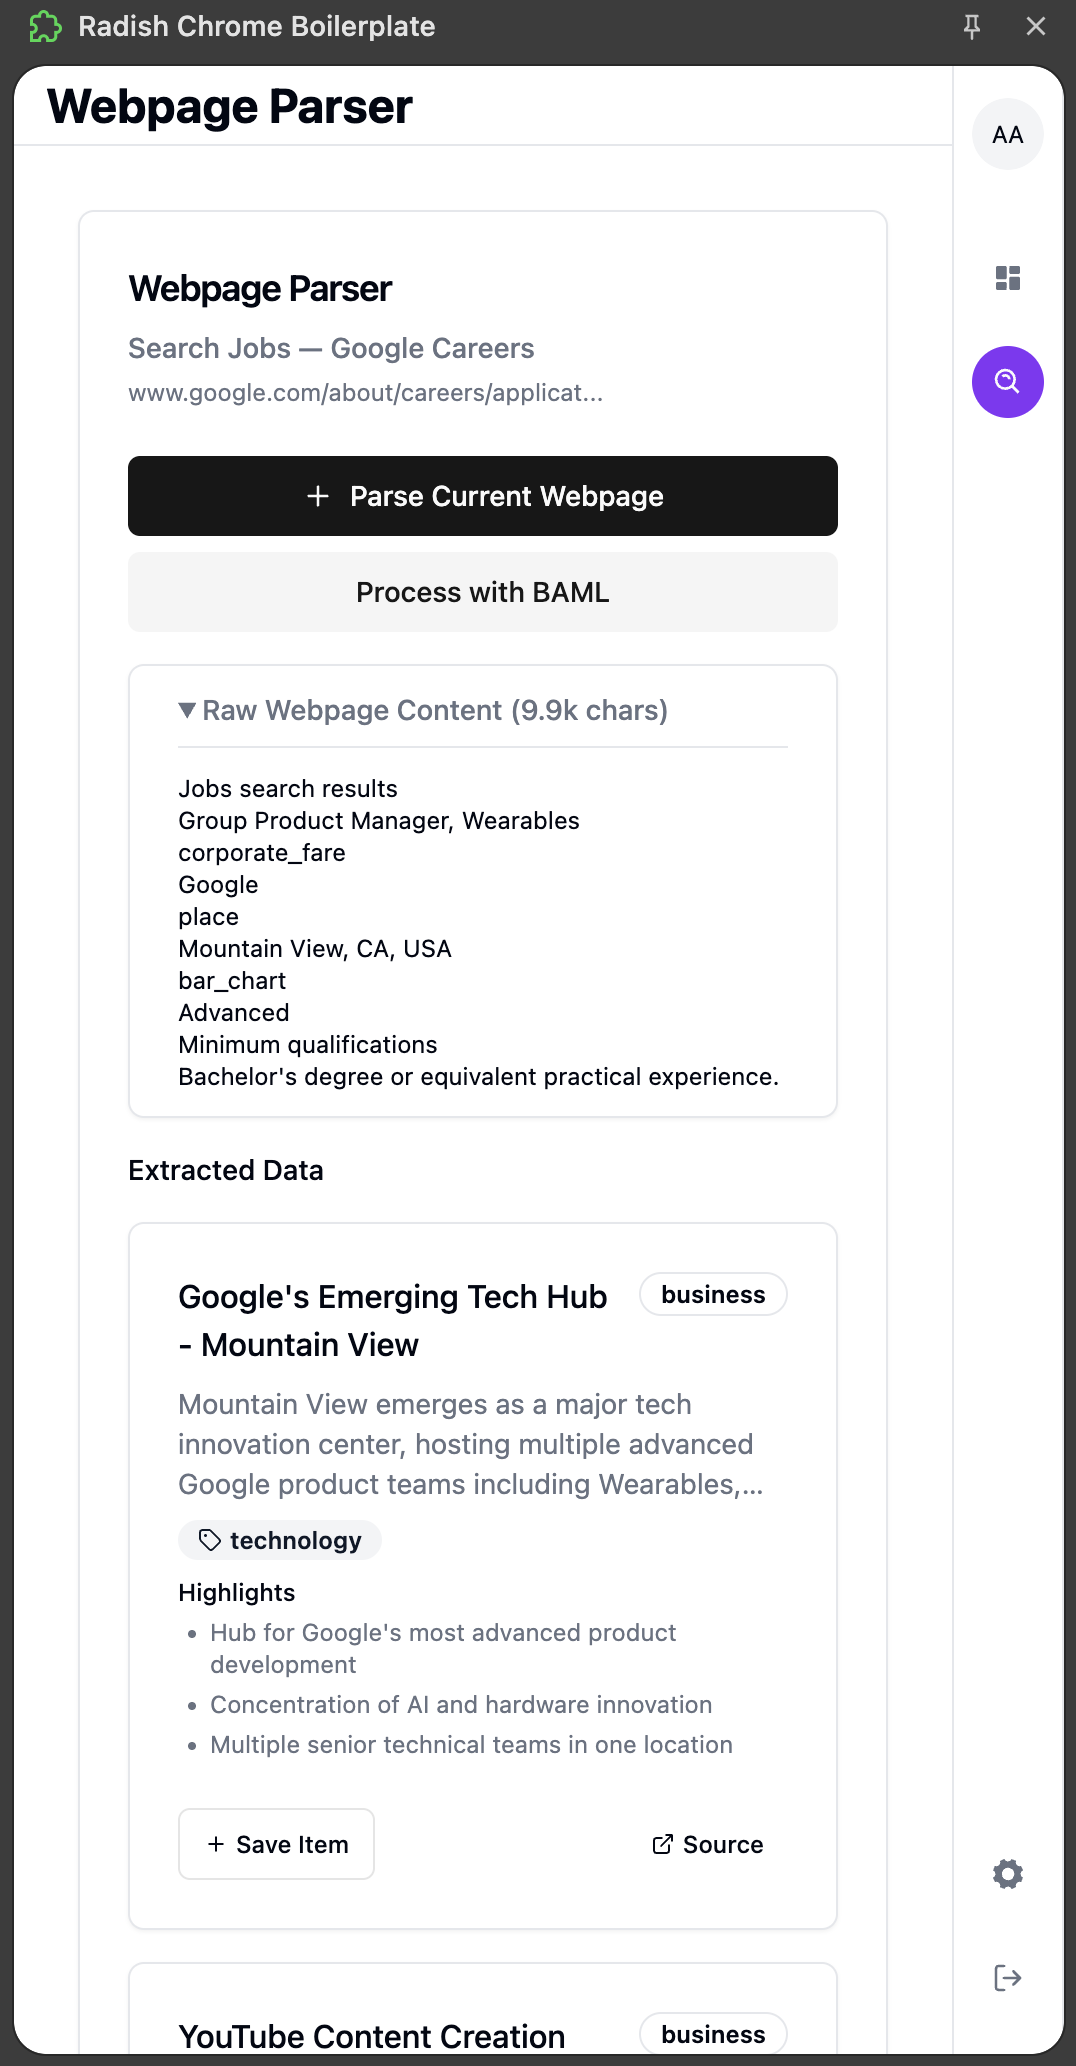 Radish Chrome Boilerplate
Webpage Parser
AA
Webpage Parser
Search Jobs — Google Careers
www.google.com/about/careers/applicat...
Parse Current Webpage
Process with BAML
Raw Webpage Content (9.9k chars)
Jobs search results
Group Product Manager, Wearables
corporate_fare
Google
place
Mountain View, CA, USA
bar_chart
Advanced
Minimum qualifications
Bachelor's degree or equivalent practical experience.
Extracted Data
Google's Emerging Tech Hub
- Mountain View
business
Mountain View emerges as a major tech
innovation center, hosting multiple advanced
Google product teams including Wearables,...
technology
Highlights
• Hub for Google's most advanced product
development
• Concentration of AI and hardware innovation
• Multiple senior technical teams in one location
+ Save Item
Source
YouTube Content Creation
business